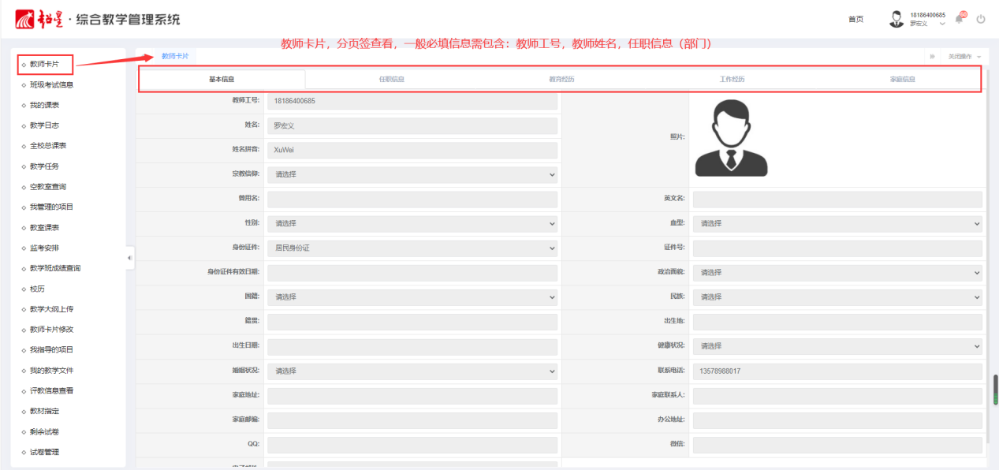 超星 · 综合教学管理系统
首页
18186400685
罗宏义
60
教师卡片，分页签查看，一般必填信息需包含：教师工号，教师姓名，任职信息（部门）
教师卡片
关闭操作
教师卡片
班级考试信息
我的课表
教学日志
全校总课表
教学任务
空教室查询
我管理的项目
教室课表
监考安排
教学班成绩查询
校历
教学大纲上传
教师卡片修改
我指导的项目
我的教学文件
评教信息查看
教材指定
剩余试卷
试卷管理
基本信息 任职信息 教育经历 工作经历 家庭信息
教师工号: 18186400685
姓名: 罗宏义
照片:
姓名拼音: XuWei
宗教信仰: 请选择
曾用名: 英文名:
性别: 请选择 血型: 请选择
身份证件: 居民身份证 证件号:
身份证件有效日期: 政治面貌: 请选择
国籍: 请选择 民族: 请选择
籍贯: 出生地:
出生日期: 健康状况: 请选择
婚姻状况: 请选择 联系电话: 13578988017
家庭地址: 家庭联系人:
家庭邮编: 办公地址:
QQ: 微信: